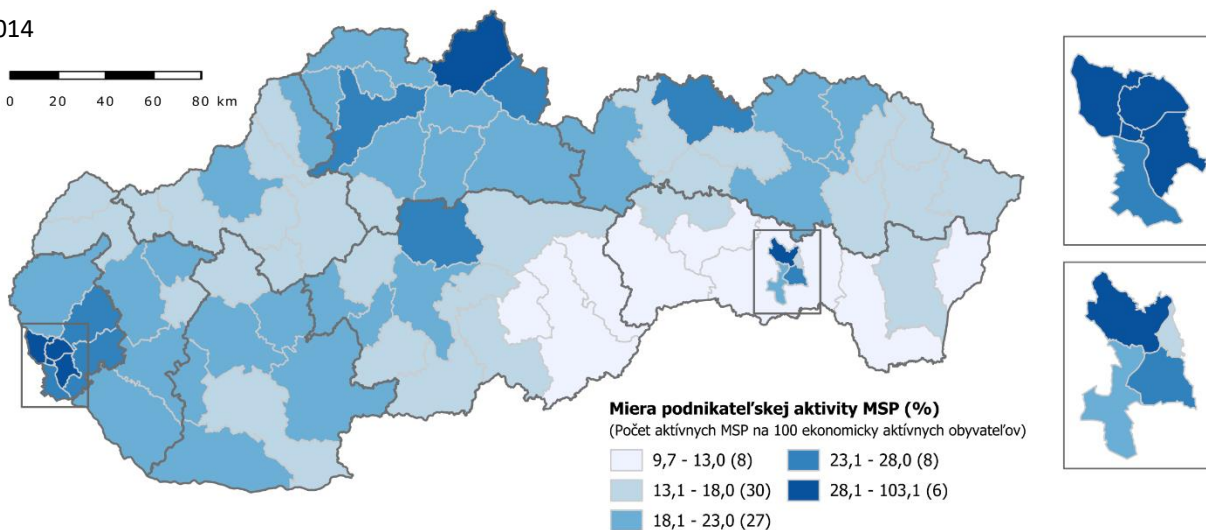 014
0 20 40 60 80 km
Miera podnikateľskej aktivity MSP (%)
(Počet aktívnych MSP na 100 ekonomicky aktívnych obyvateľov)
9,7 - 13,0 (8)
13,1 - 18,0 (30)
18,1 - 23,0 (27)
23,1 - 28,0 (8)
28,1 - 103,1 (6)